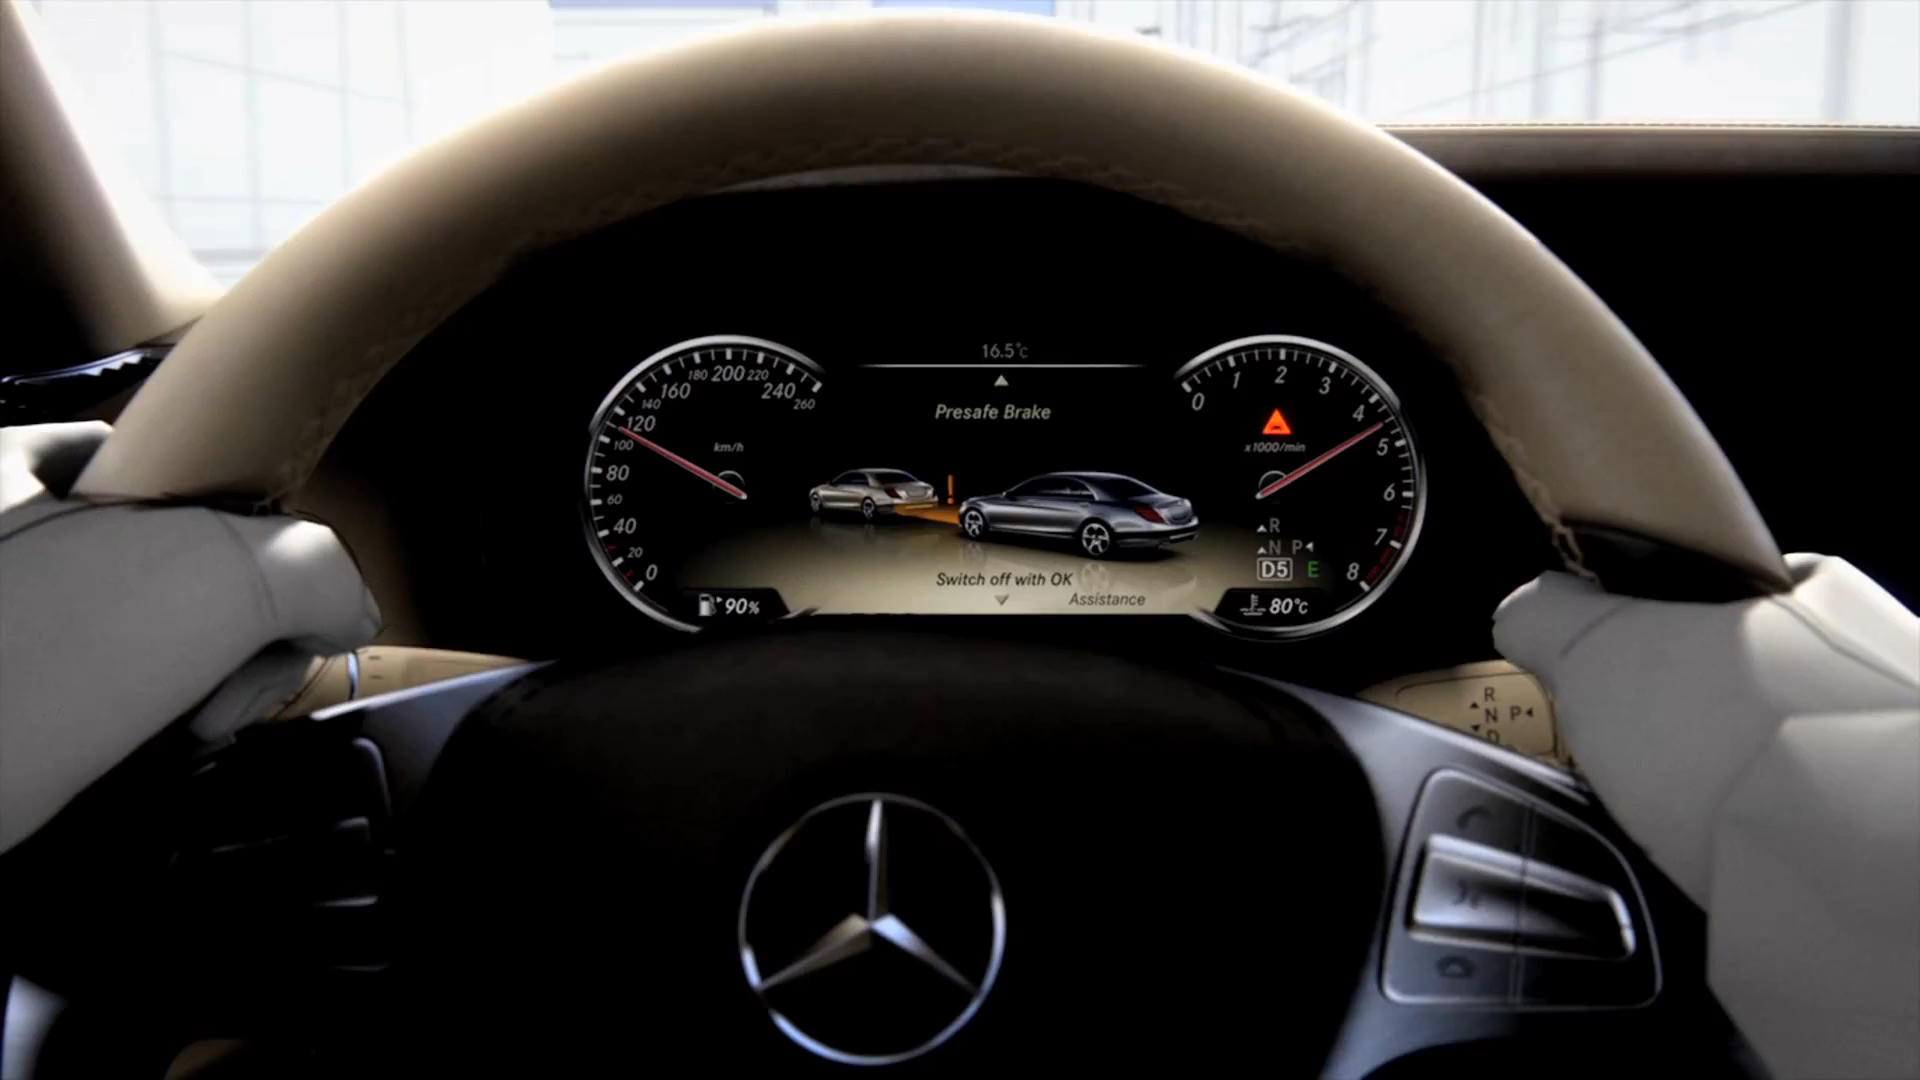 16.5°c
Presafe Brake
180 200 220
160 240
140 260
120
100
80
60
40
20
0
km/h
0 1 2 3 4 5 6 7 8
x1000/min
!
R
N P
D5 E
Switch off with OK
Assistance
90%
80°c
R
N P
D